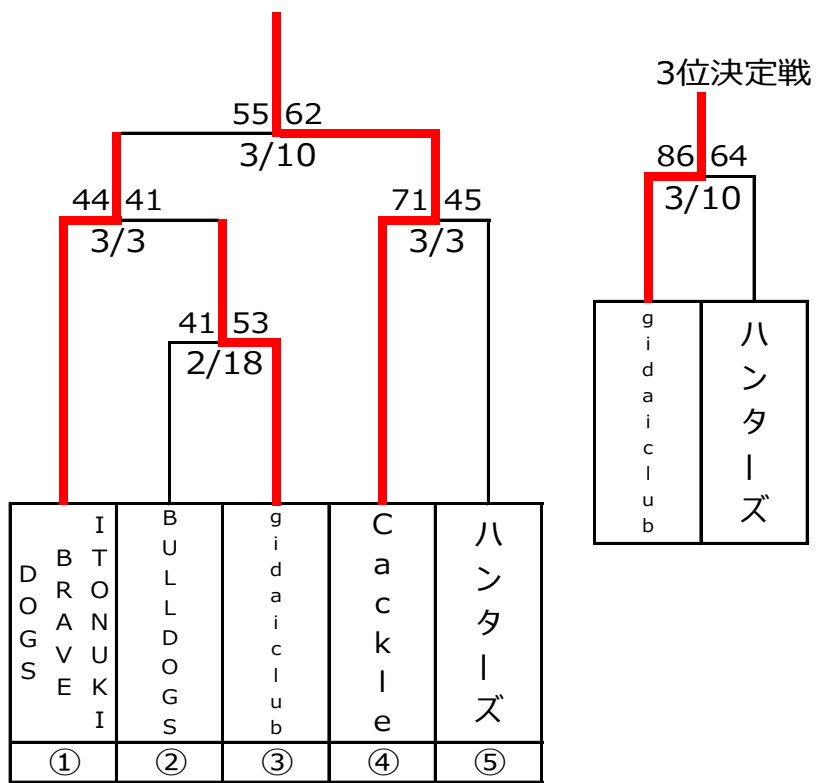 55 62
3/10
44 41
3/3
71 45
3/3
41 53
2/18
ITONUKI
BRAVE
DOGS
BULLDOGS
gidaiclub
Cackle
ハンターズ
①
②
③
④
⑤
3位決定戦
86 64
3/10
gidaiclub
ハンターズ